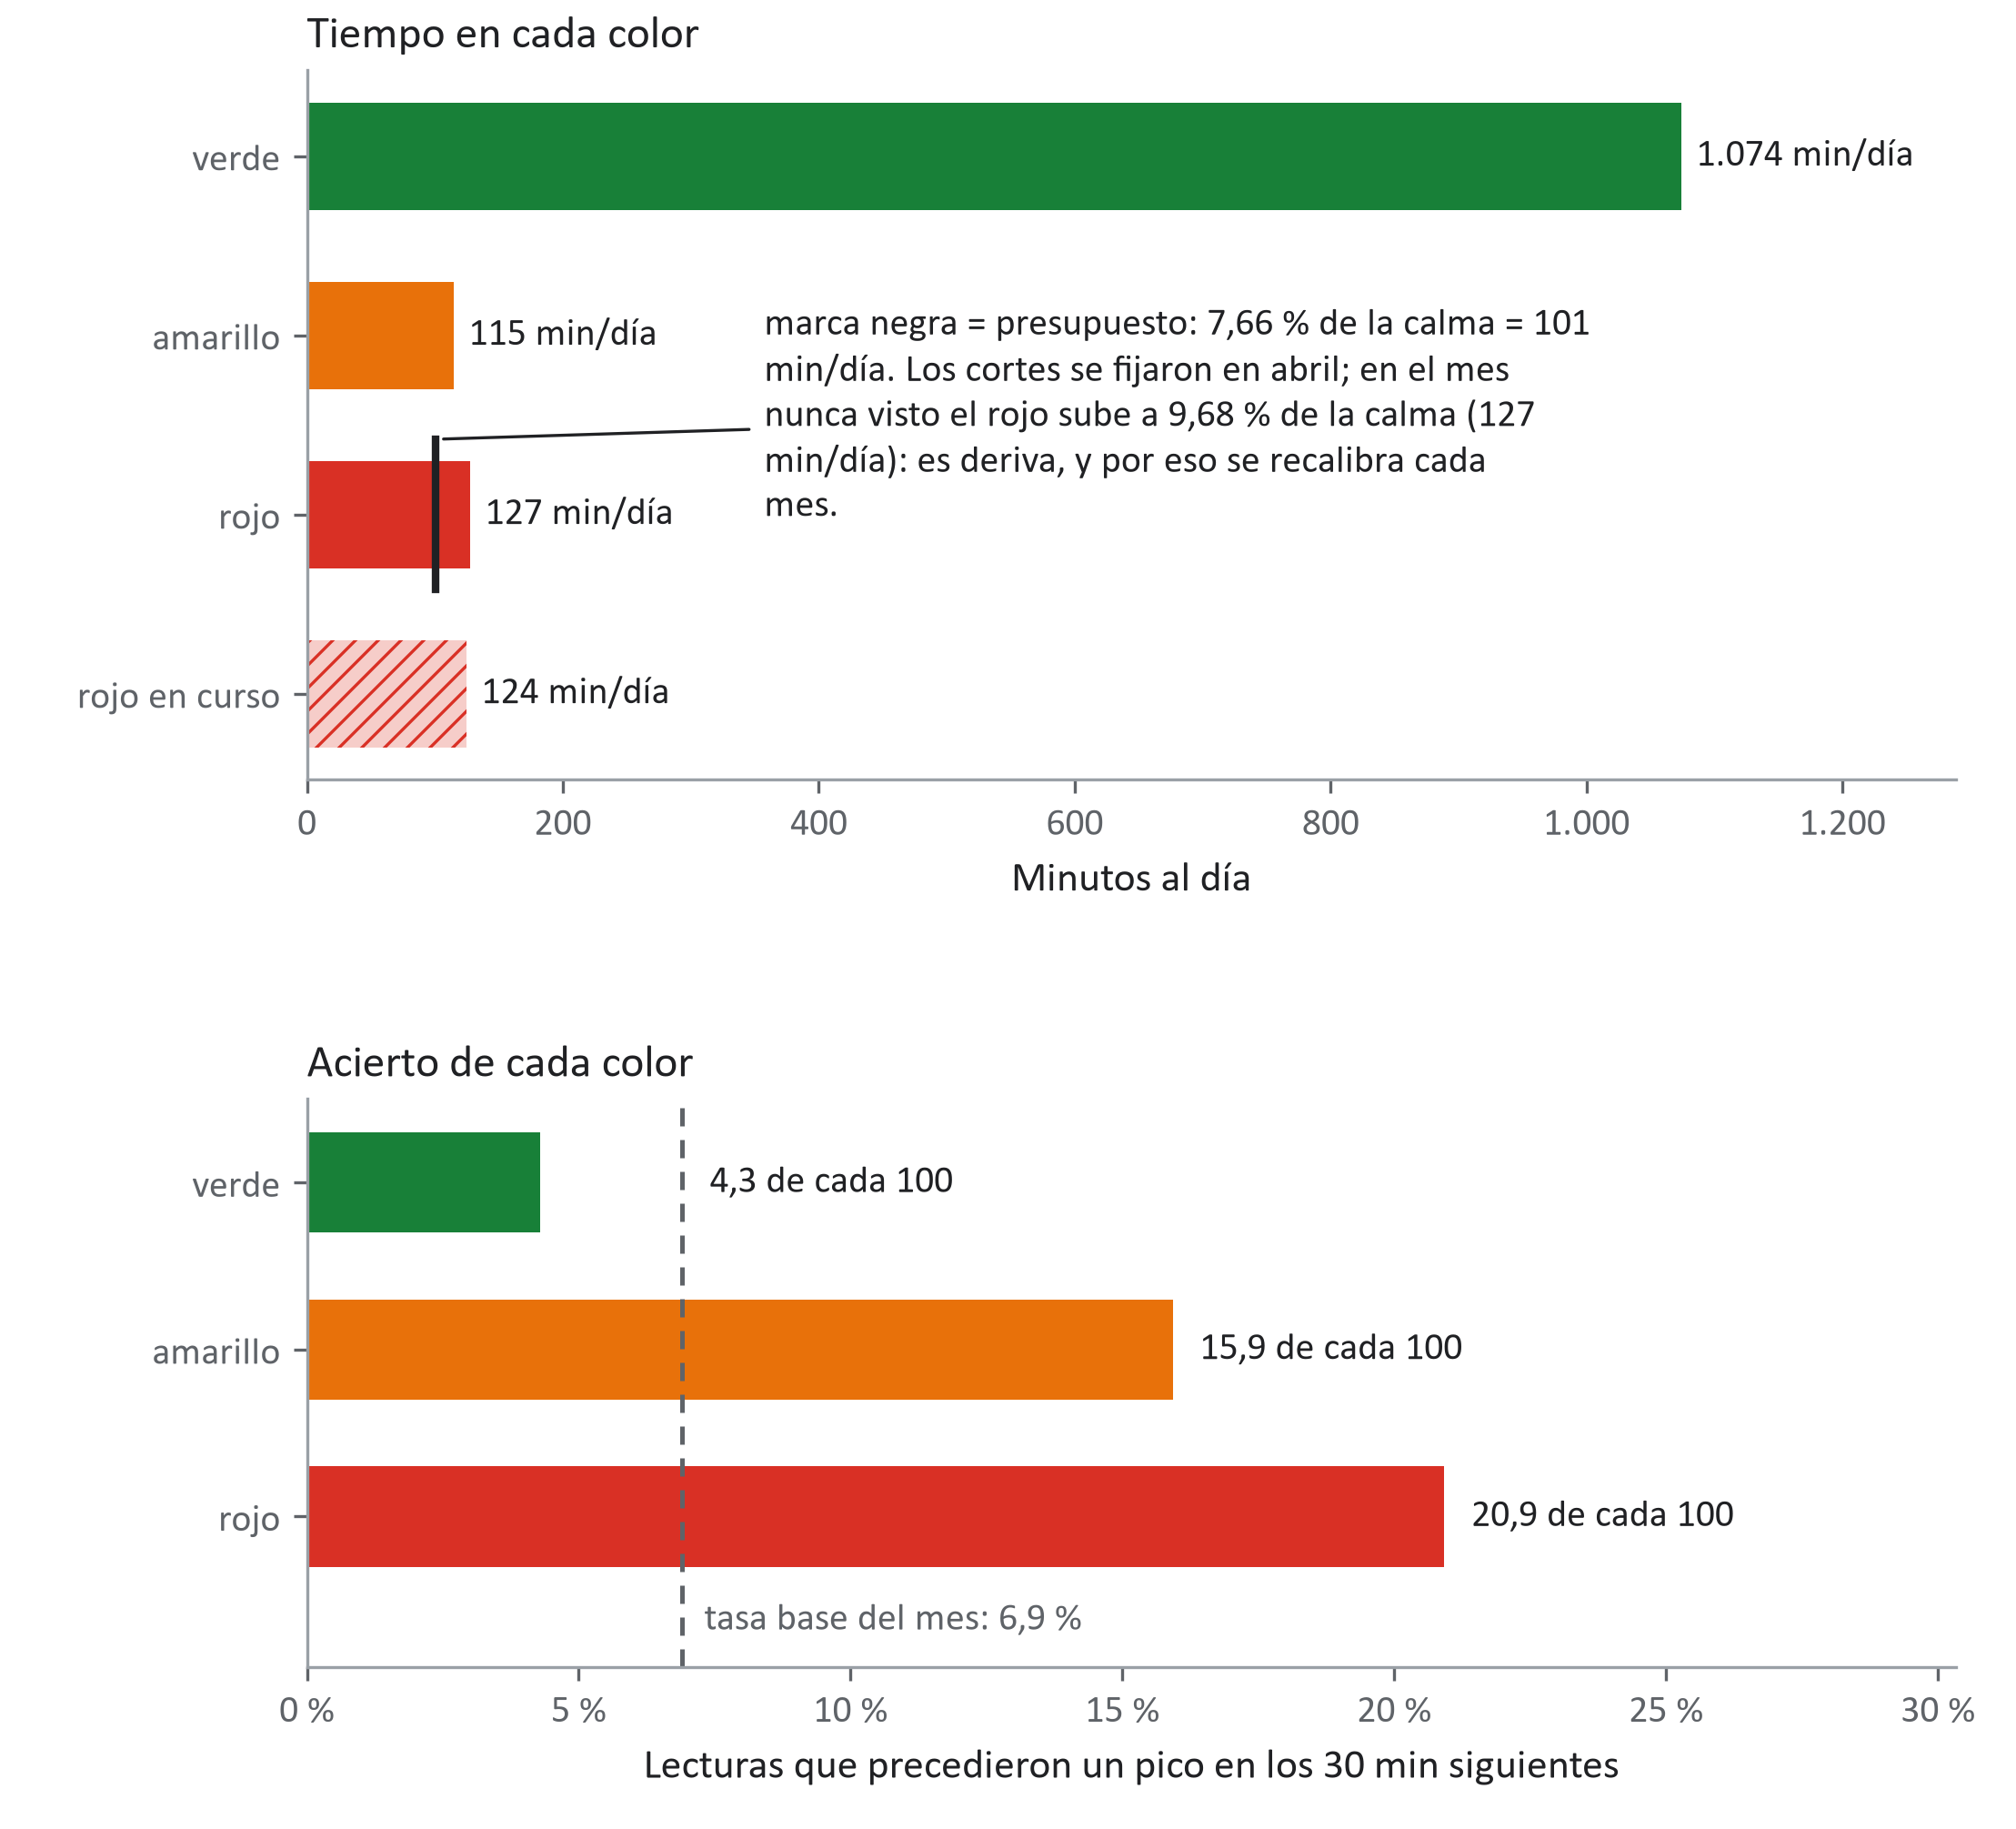 Tiempo en cada color
verde
1.074 min/día
amarillo
115 min/día
marca negra = presupuesto: 7,66 % de la calma = 101
min/día. Los cortes se fijaron en abril; en el mes
nunca visto el rojo sube a 9,68 % de la calma (127
min/día): es deriva, y por eso se recalibra cada
mes.
rojo
127 min/día
rojo en curso
124 min/día
0 200 400 600 800 1.000 1.200
Minutos al día
Acierto de cada color
verde
4,3 de cada 100
amarillo
15,9 de cada 100
rojo
20,9 de cada 100
tasa base del mes: 6,9 %
0 % 5 % 10 % 15 % 20 % 25 % 30 %
Lecturas que precedieron un pico en los 30 min siguientes